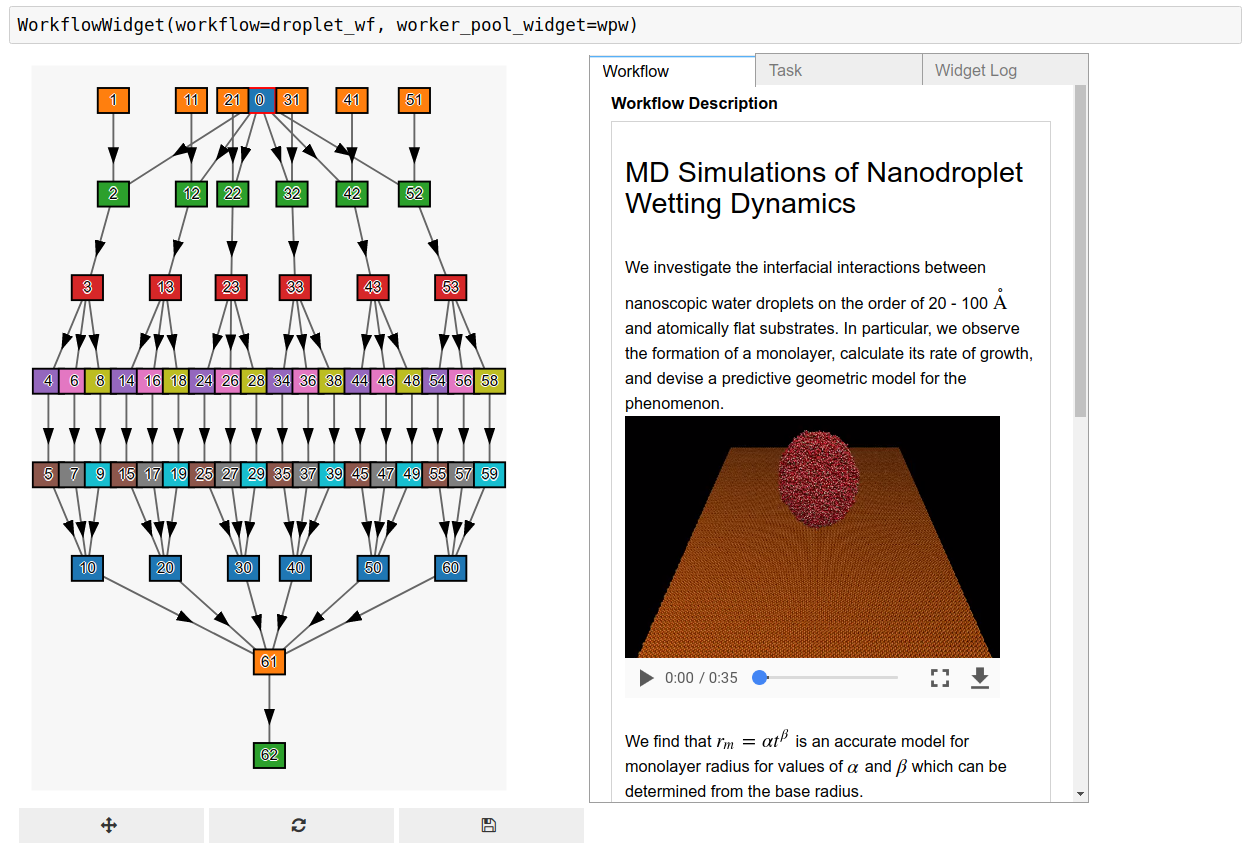 WorkflowWidget(workflow=droplet_wf, worker_pool_widget=wpw)
1 11 21 0 31 41 51
2 12 22 32 42 52
3 13 23 33 43 53
4 6 8 14 16 18 24 26 28 34 36 38 44 46 48 54 56 58
5 7 9 15 17 19 25 27 29 35 37 39 45 47 49 55 57 59
10 20 30 40 50 60
61
62
Workflow Task Widget Log
Workflow Description
MD Simulations of Nanodroplet
Wetting Dynamics
We investigate the interfacial interactions between
nanoscopic water droplets on the order of 20 - 100 Å
and atomically flat substrates. In particular, we observe
the formation of a monolayer, calculate its rate of growth,
and devise a predictive geometric model for the
phenomenon.
0:00 / 0:35
We find that rₘ = αt^β is an accurate model for
monolayer radius for values of α and β which can be
determined from the base radius.